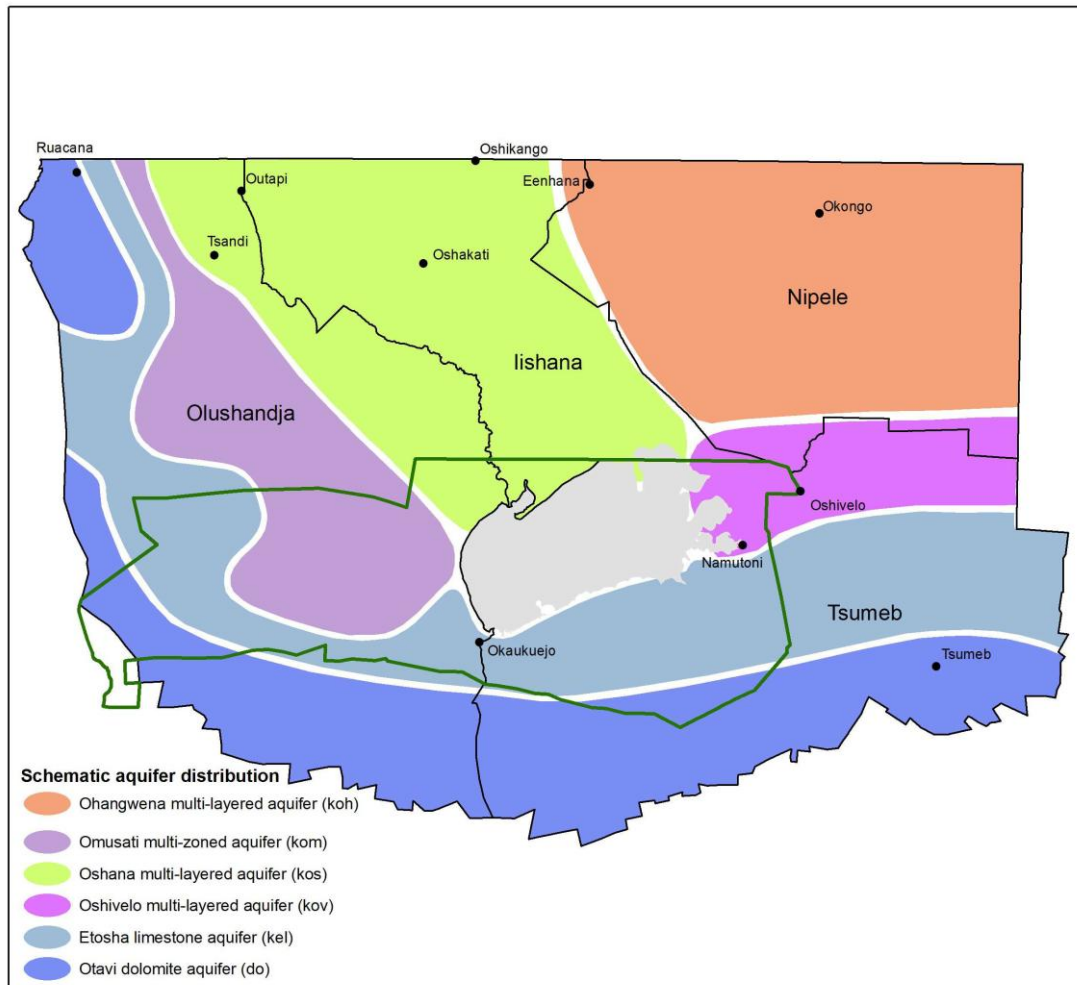 Ruacana
Oshikango
Outapi
Eenhana
Okongo
Tsandi
Oshakati
Nipele
Iishana
Olushandja
Oshivelo
Namutoni
Tsumeb
Okaukuejo
Tsumeb
Schematic aquifer distribution
Ohangwena multi-layered aquifer (koh)
Omusati multi-zoned aquifer (kom)
Oshana multi-layered aquifer (kos)
Oshivelo multi-layered aquifer (kov)
Etosha limestone aquifer (kel)
Otavi dolomite aquifer (do)